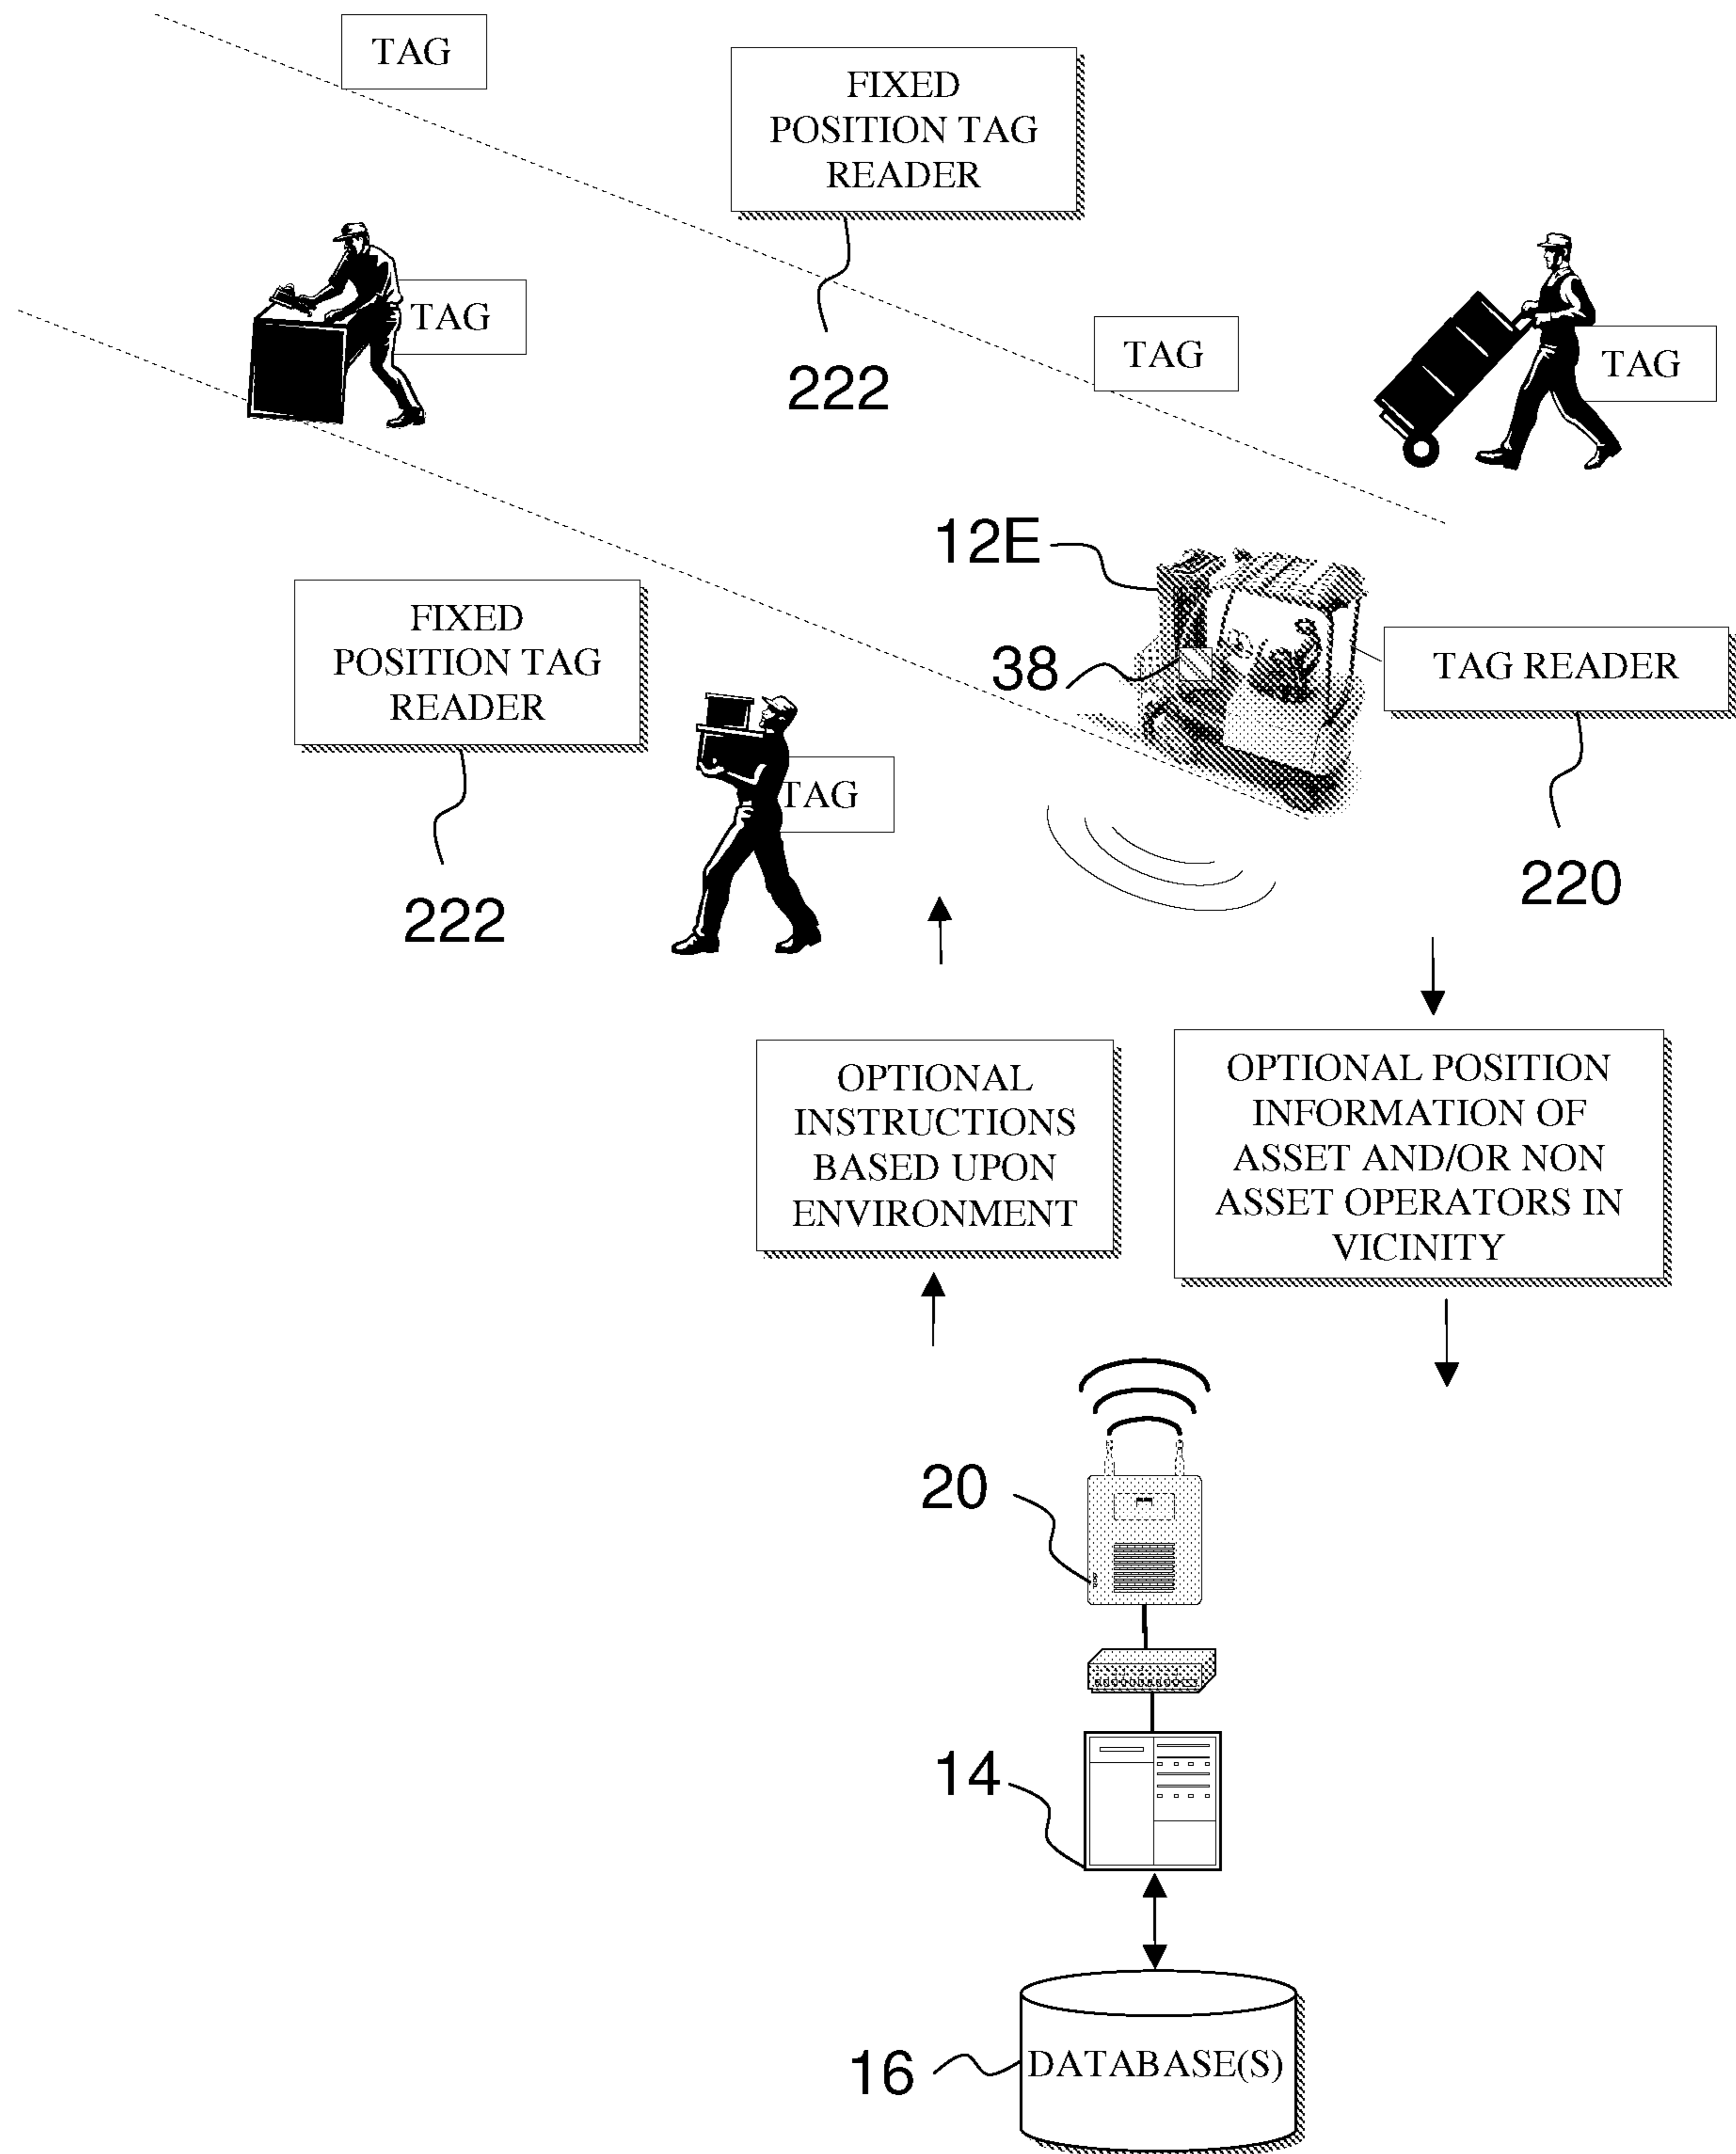 TAG
FIXED
POSITION TAG
READER
222
TAG
TAG
TAG
12E
38
TAG READER
220
FIXED
POSITION TAG
READER
222
TAG
OPTIONAL
INSTRUCTIONS
BASED UPON
ENVIRONMENT
OPTIONAL POSITION
INFORMATION OF
ASSET AND/OR NON
ASSET OPERATORS IN
VICINITY
20
14
16
DATABASE(S)